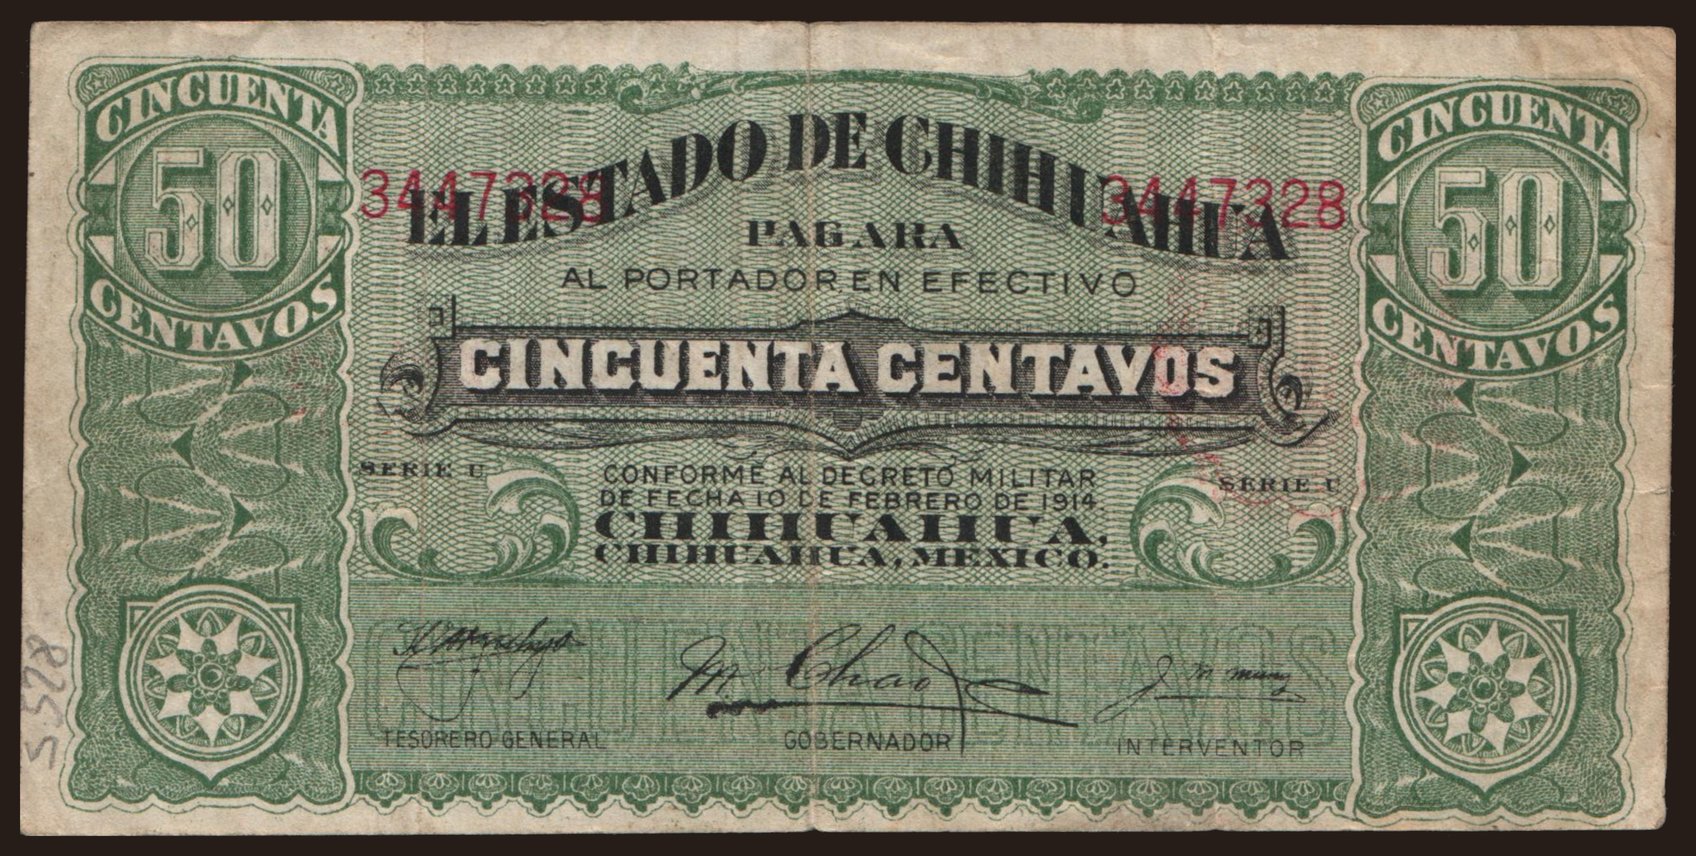 CINCUENTA
50
CENTAVOS
CINCUENTA
50
CENTAVOS
3447328
3447328
EL ESTADO DE CHIHUAHUA
PAGARA
AL PORTADOR EN EFECTIVO
CINCUENTA CENTAVOS
SERIE U
SERIE U
CONFORME AL DECRETO MILITAR
DE FECHA 10 DE FEBRERO DE 1914
CHIHUAHUA,
CHIHUAHUA, MEXICO.
CINCUENTA CENTAVOS
TESORERO GENERAL
GOBERNADOR
INTERVENTOR
S.528